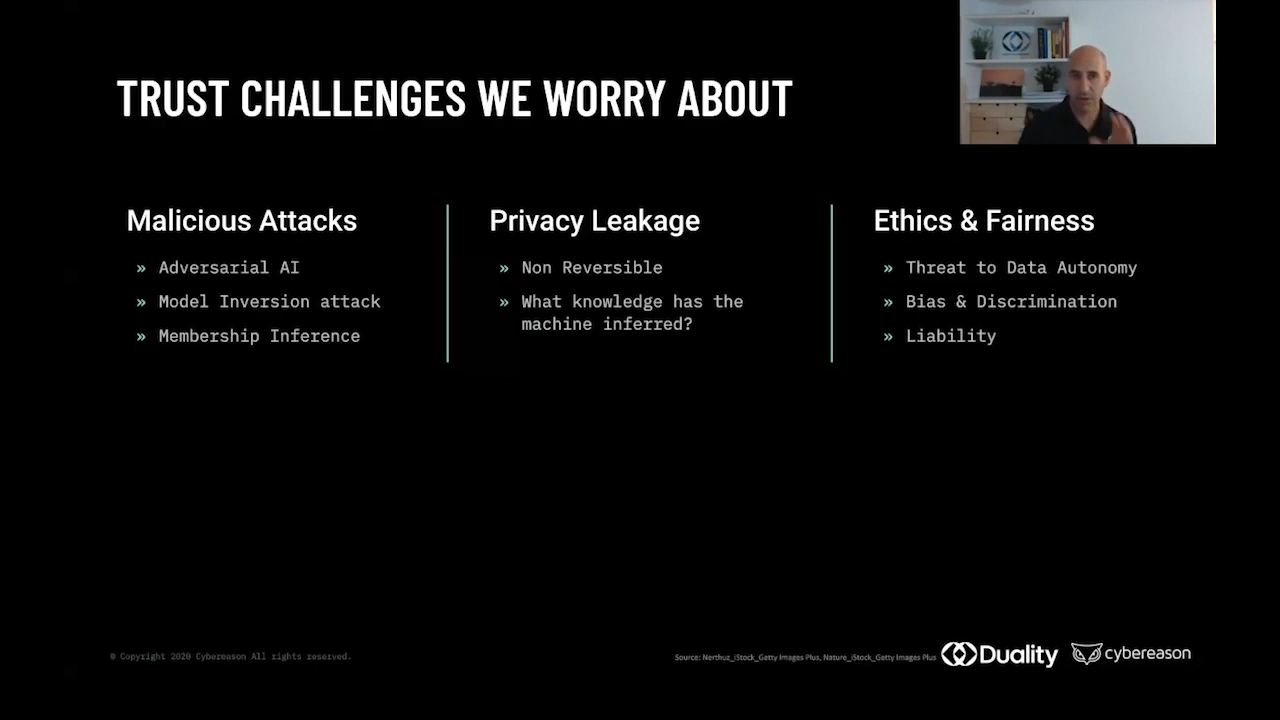 TRUST CHALLENGES WE WORRY ABOUT
Malicious Attacks
» Adversarial AI
» Model Inversion attack
» Membership Inference
Privacy Leakage
» Non Reversible
» What knowledge has the
machine inferred?
Ethics & Fairness
» Threat to Data Autonomy
» Bias & Discrimination
» Liability
© Copyright 2020 Cybereason All rights reserved.
Source: Nerthuz_iStock_Getty Images Plus, Nature_iStock_Getty Images Plus
Duality
cybereason